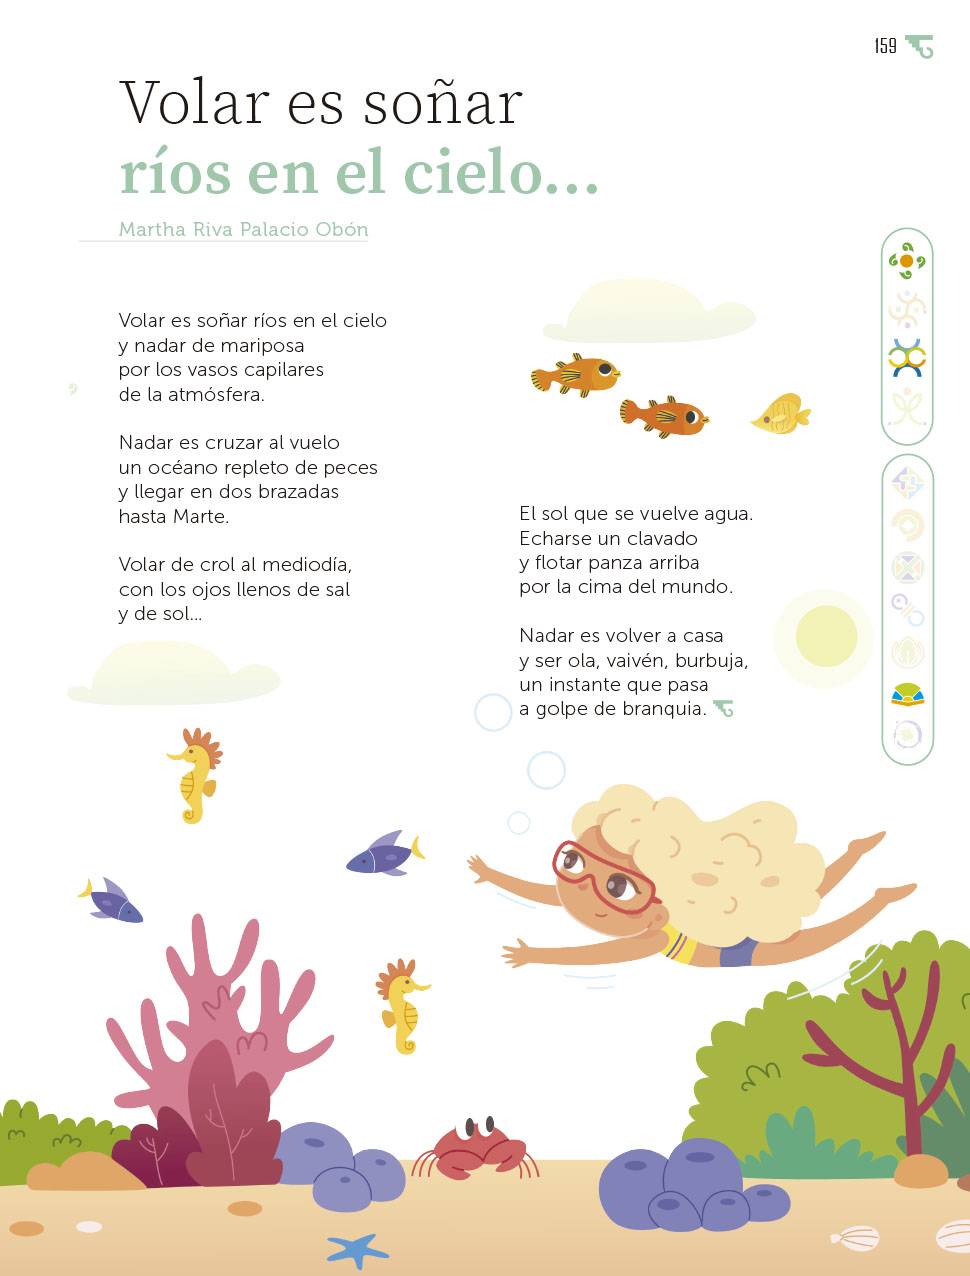 159
Volar es soñar
ríos en el cielo...
Martha Riva Palacio Obón
Volar es soñar ríos en el cielo
y nadar de mariposa
por los vasos capilares
de la atmósfera.
Nadar es cruzar al vuelo
un océano repleto de peces
y llegar en dos brazadas
hasta Marte.
Volar de crol al mediodía,
con los ojos llenos de sal
y de sol...
El sol que se vuelve agua.
Echarse un clavado
y flotar panza arriba
por la cima del mundo.
Nadar es volver a casa
y ser ola, vaivén, burbuja,
un instante que pasa
a golpe de branquia.